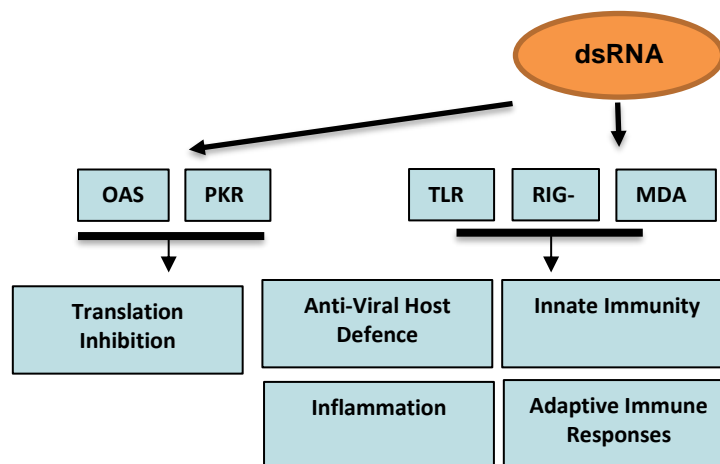 dsRNA
OAS
PKR
TLR
RIG-
MDA
Translation
Inhibition
Anti-Viral Host
Defence
Innate Immunity
Inflammation
Adaptive Immune
Responses